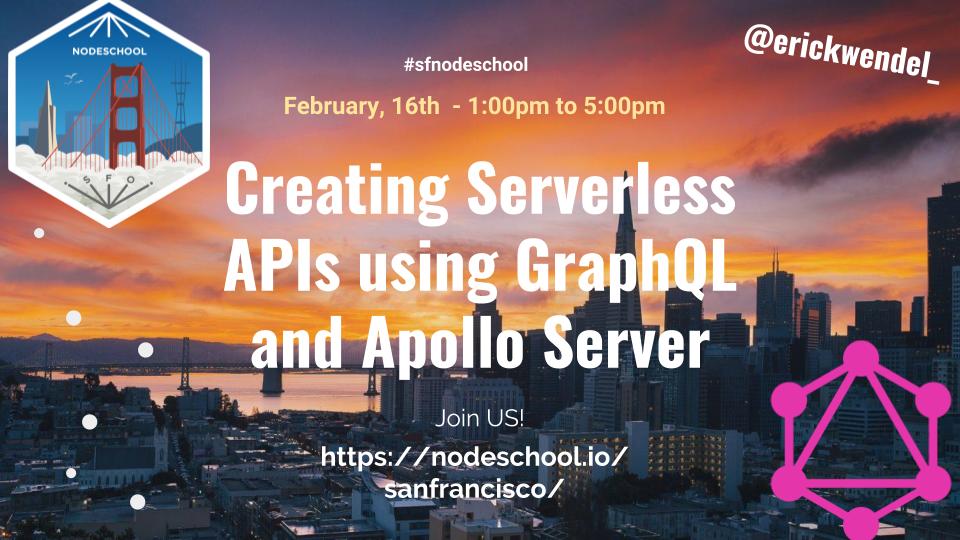 NODESCHOOL
SFO
#sfnodeschool
February, 16th - 1:00pm to 5:00pm
@erickwendel_
Creating Serverless
APIs using GraphQL
and Apollo Server
Join US!
https://nodeschool.io/
sanfrancisco/